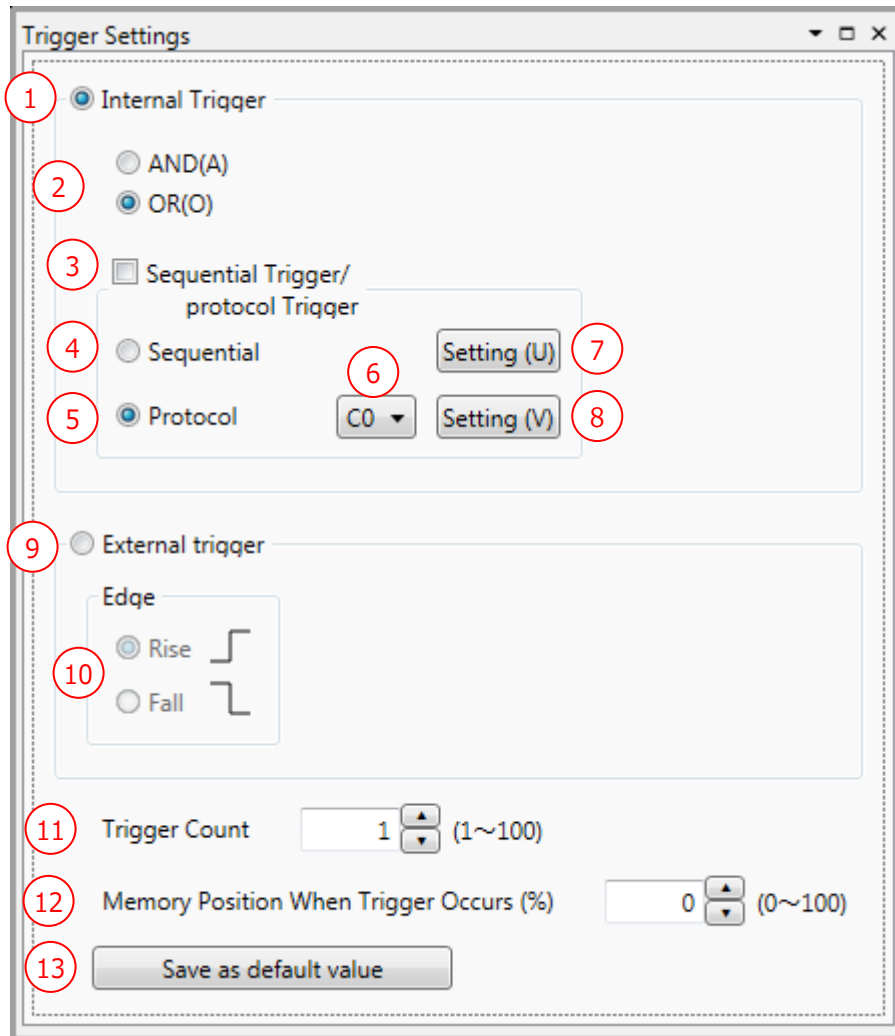 Trigger Settings
1 Internal Trigger
AND(A)
2
OR(O)
3 Sequential Trigger/
protocol Trigger
4 Sequential Setting (U) 7
6
5 Protocol C0 Setting (V) 8
9 External trigger
Edge
Rise
10
Fall
11 Trigger Count 1 (1～100)
12 Memory Position When Trigger Occurs (%) 0 (0～100)
13 Save as default value